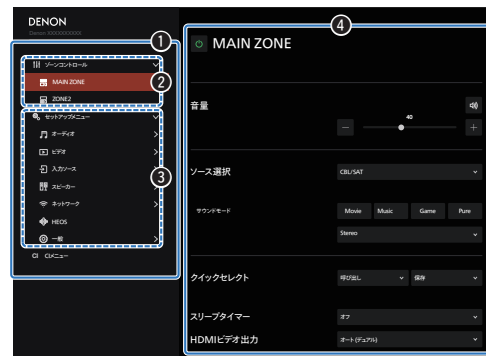 DENON
Denon XXXXXXXXXX
①
ゾーンコントロール
②
MAIN ZONE
ZONE2
セットアップメニュー
オーディオ
ビデオ
入力ソース
③
スピーカー
ネットワーク
HEOS
一般
CI CIメニュー
④
MAIN ZONE
音量
40
ソース選択 CBL/SAT
サウンドモード Movie Music Game Pure
Stereo
クイックセレクト 呼び出し 保存
スリープタイマー オフ
HDMIビデオ出力 オート(デュアル)